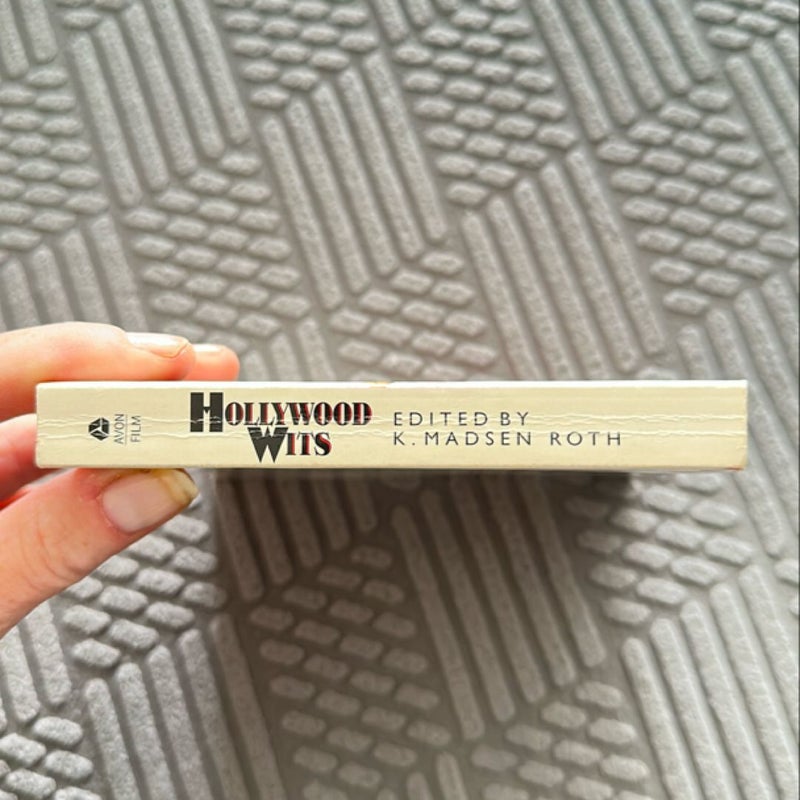 AVON
FILM
HOLLYWOOD
WITS
EDITED BY
K. MADSEN ROTH